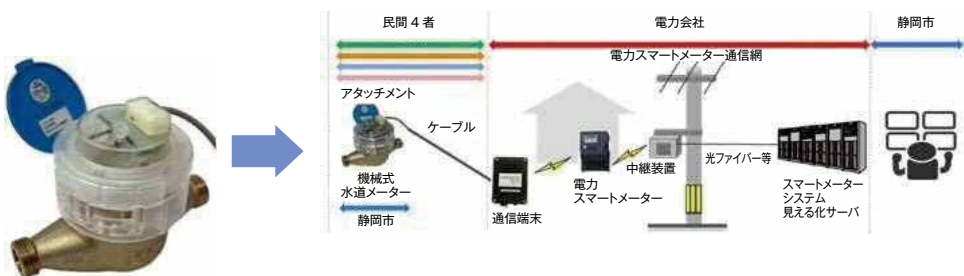 民間４者
電力会社
静岡市
電力スマートメーター通信網
アタッチメント
ケーブル
機械式
水道メーター
静岡市
通信端末
電力
スマートメーター
中継装置
光ファイバー等
スマートメーター
システム
見える化サーバ